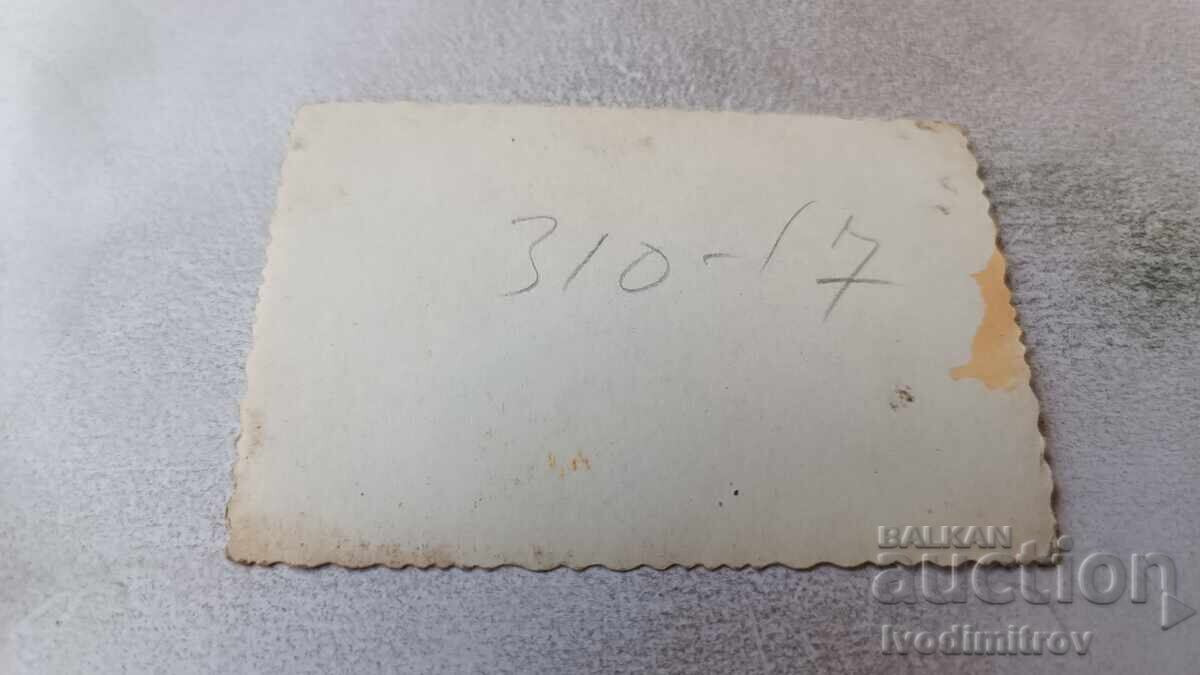 310-17
BALKAN
auction
Ivodimitrov